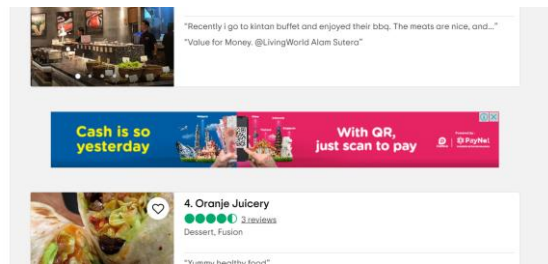 "Recently i go to kintan buffet and enjoyed their bbq. The meats are nice, and..."
"Value for Money. @LivingWorld Alam Sutera"
Cash is so
yesterday
With QR,
just scan to pay
PayNet
4. Oranje Juicery
3 reviews
Dessert, Fusion
"Yummy healthy food"